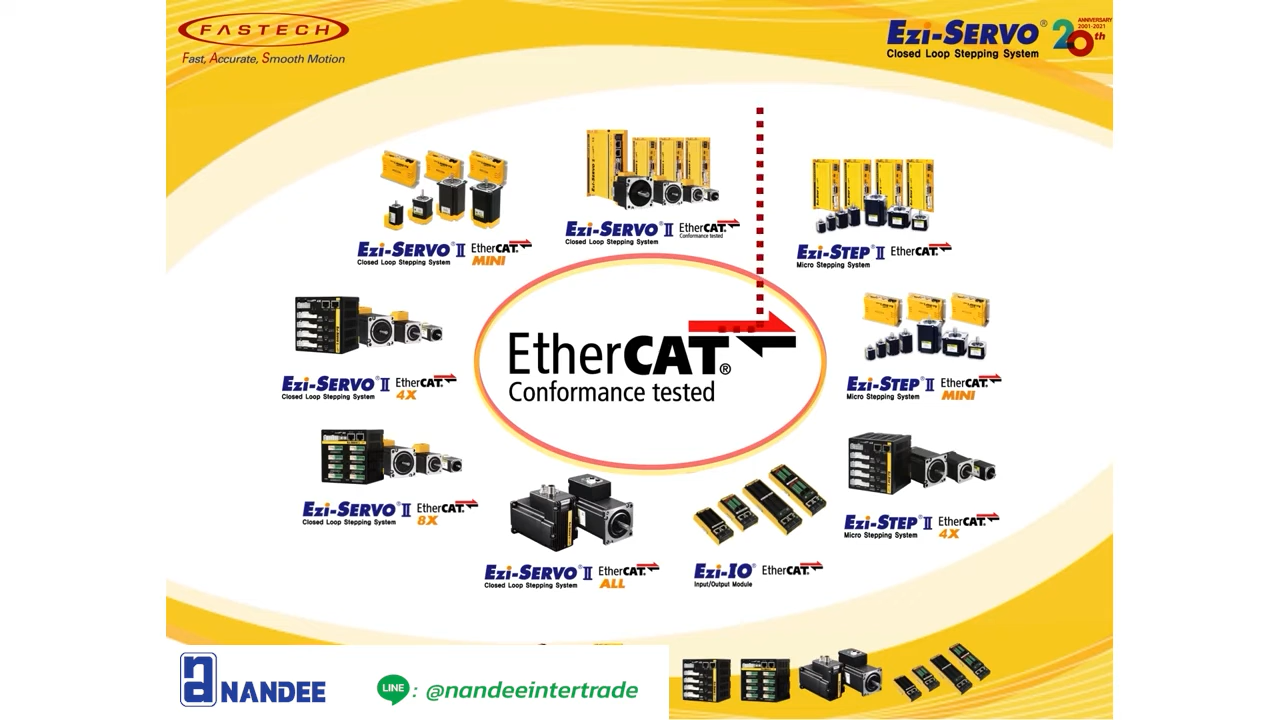 FASTECH
Fast, Accurate, Smooth Motion
Ezi-SERVO®
Closed Loop Stepping System
20th
ANNIVERSARY
2001-2021
Ezi-SERVO® II EtherCAT®
Closed Loop Stepping System
MINI
Ezi-SERVO® II EtherCAT®
Closed Loop Stepping System
Conformance tested
Ezi-STEP® II EtherCAT®
Micro Stepping System
EtherCAT®
Conformance tested
Ezi-SERVO® II EtherCAT®
Closed Loop Stepping System
4X
Ezi-STEP® II EtherCAT®
Micro Stepping System
MINI
Ezi-SERVO® II EtherCAT®
Closed Loop Stepping System
8X
Ezi-STEP® II EtherCAT®
Micro Stepping System
4X
Ezi-SERVO® II EtherCAT®
Closed Loop Stepping System
ALL
Ezi-IO® EtherCAT®
Input/Output Module
n
NANDEE
LINE : @nandeeintertrade